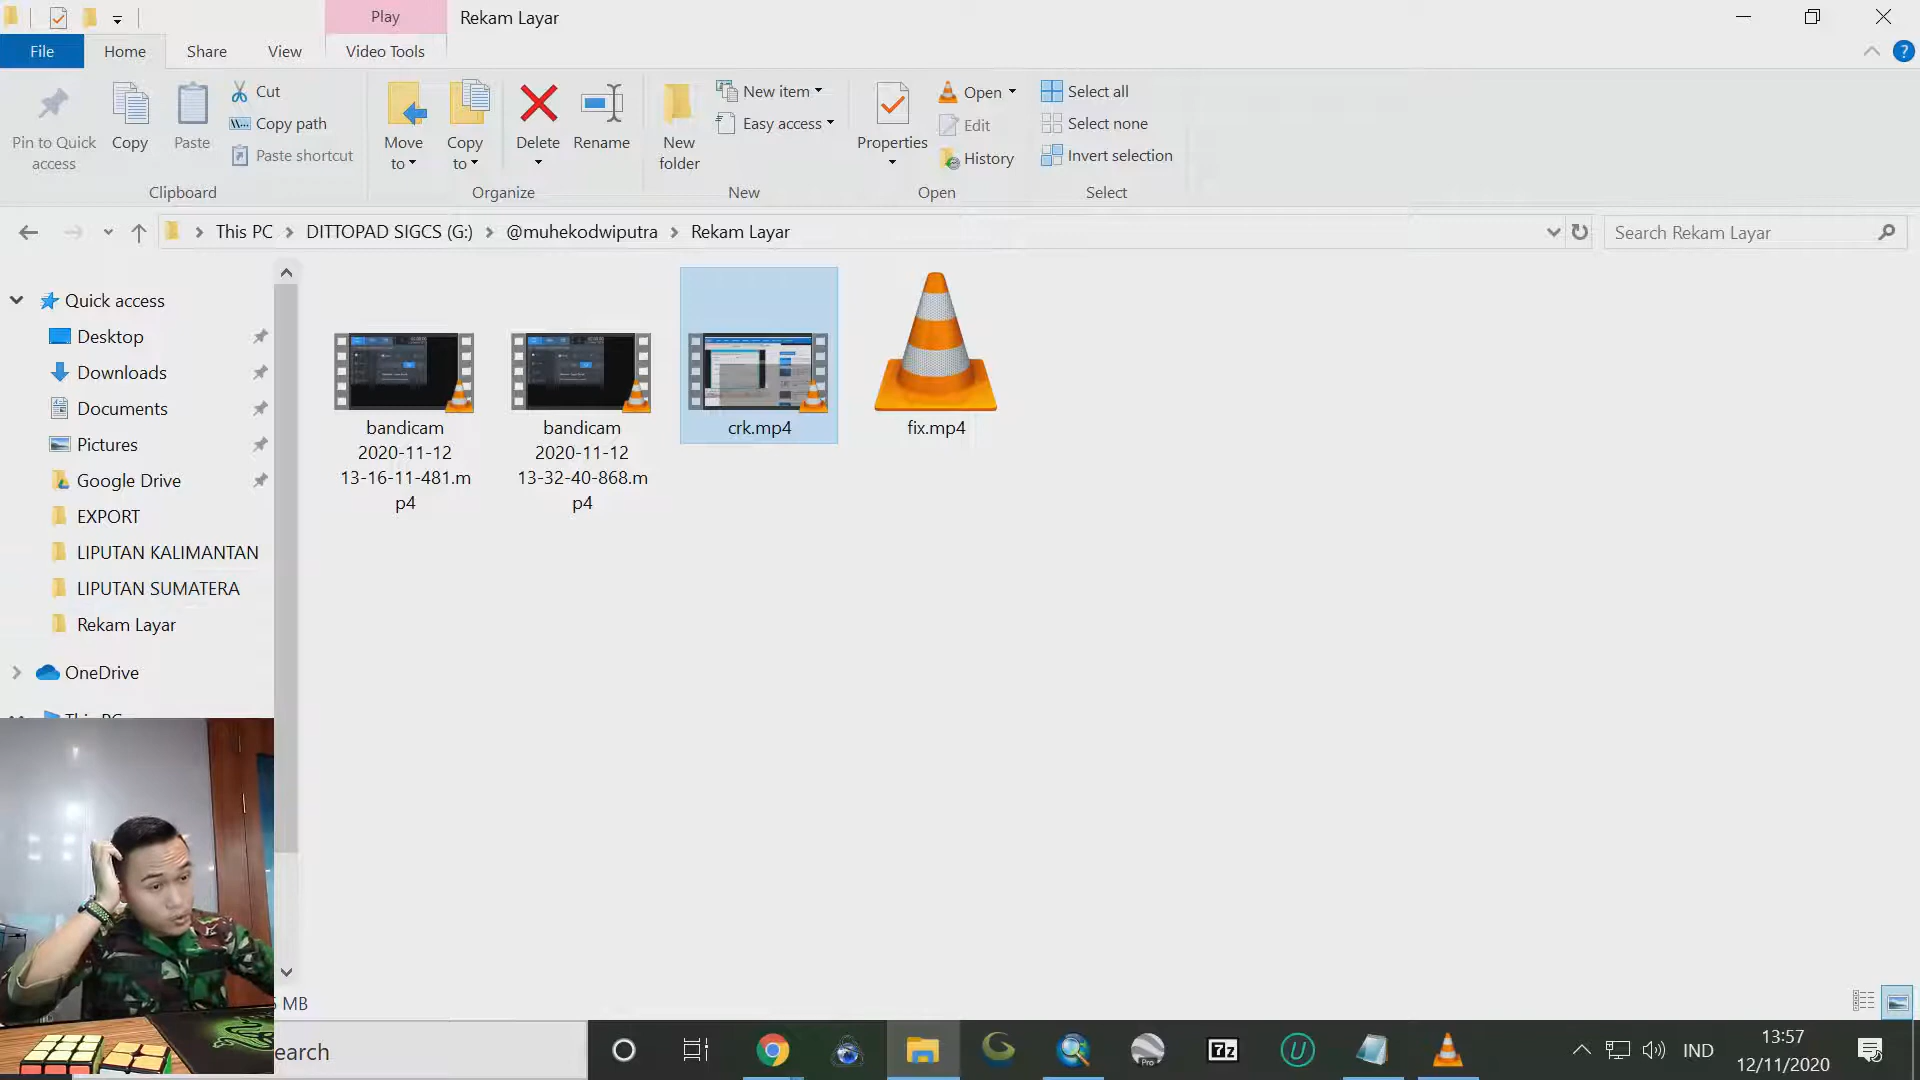 Play
Rekam Layar
File
Home
Share
View
Video Tools
?
Pin to Quick access
Copy
Paste
Cut
Copy path
Paste shortcut
Clipboard
Move to
Copy to
Delete
Rename
Organize
New folder
New item
Easy access
New
Properties
Open
Edit
History
Open
Select all
Select none
Invert selection
Select
This PC
DITTOPAD SIGCS (G:)
@muhekodwiputra
Rekam Layar
Search Rekam Layar
Quick access
Desktop
Downloads
Documents
Pictures
Google Drive
EXPORT
LIPUTAN KALIMANTAN
LIPUTAN SUMATERA
Rekam Layar
OneDrive
This PC
bandicam
2020-11-12
13-16-11-481.m
p4
bandicam
2020-11-12
13-32-40-868.m
p4
crk.mp4
fix.mp4
MB
earch
Pro
7z
U
IND
13:57
12/11/2020